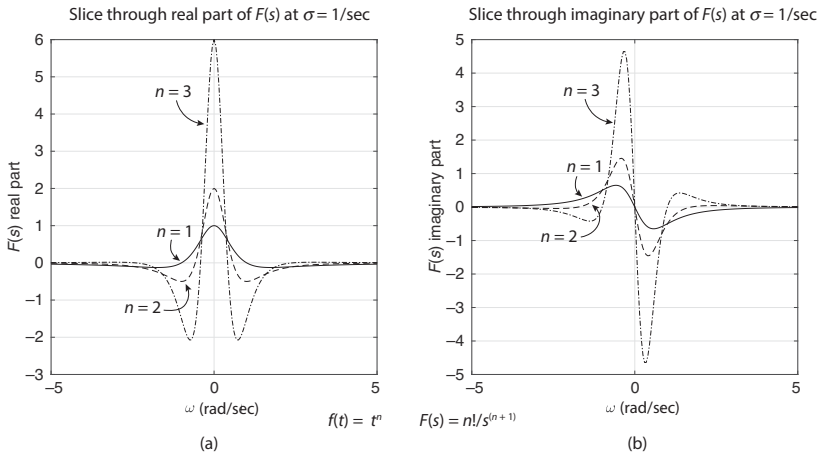 Slice through real part of F(s) at σ = 1/sec
6
5
4
3
2
1
0
−1
−2
−3
F(s) real part
n = 3
n = 1
n = 2
−5
0
5
ω (rad/sec)
(a)
Slice through imaginary part of F(s) at σ = 1/sec
5
4
3
2
1
0
−1
−2
−3
−4
−5
F(s) imaginary part
n = 3
n = 1
n = 2
−5
0
5
ω (rad/sec)
(b)
f(t) = tⁿ
F(s) = n!/s⁽ⁿ⁺¹⁾